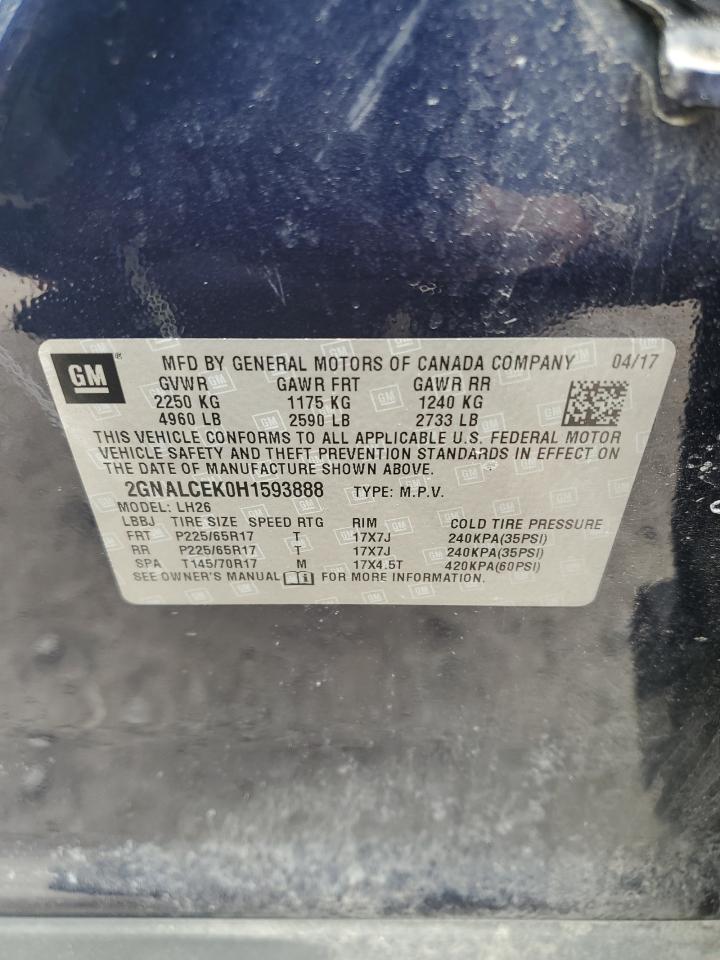 GM ® MFD BY GENERAL MOTORS OF CANADA COMPANY 04/17
GVWR GAWR FRT GAWR RR
2250 KG 1175 KG 1240 KG
4960 LB 2590 LB 2733 LB
THIS VEHICLE CONFORMS TO ALL APPLICABLE U.S. FEDERAL MOTOR
VEHICLE SAFETY AND THEFT PREVENTION STANDARDS IN EFFECT ON
THE DATE OF MANUFACTURE SHOWN ABOVE.
2GNALCEK0H1593888 TYPE: M.P.V.
MODEL: LH26
LBBJ TIRE SIZE SPEED RTG RIM COLD TIRE PRESSURE
FRT P225/65R17 T 17X7J 240KPA(35PSI)
RR P225/65R17 T 17X7J 240KPA(35PSI)
SPA T145/70R17 M 17X4.5T 420KPA(60PSI)
SEE OWNER'S MANUAL FOR MORE INFORMATION.